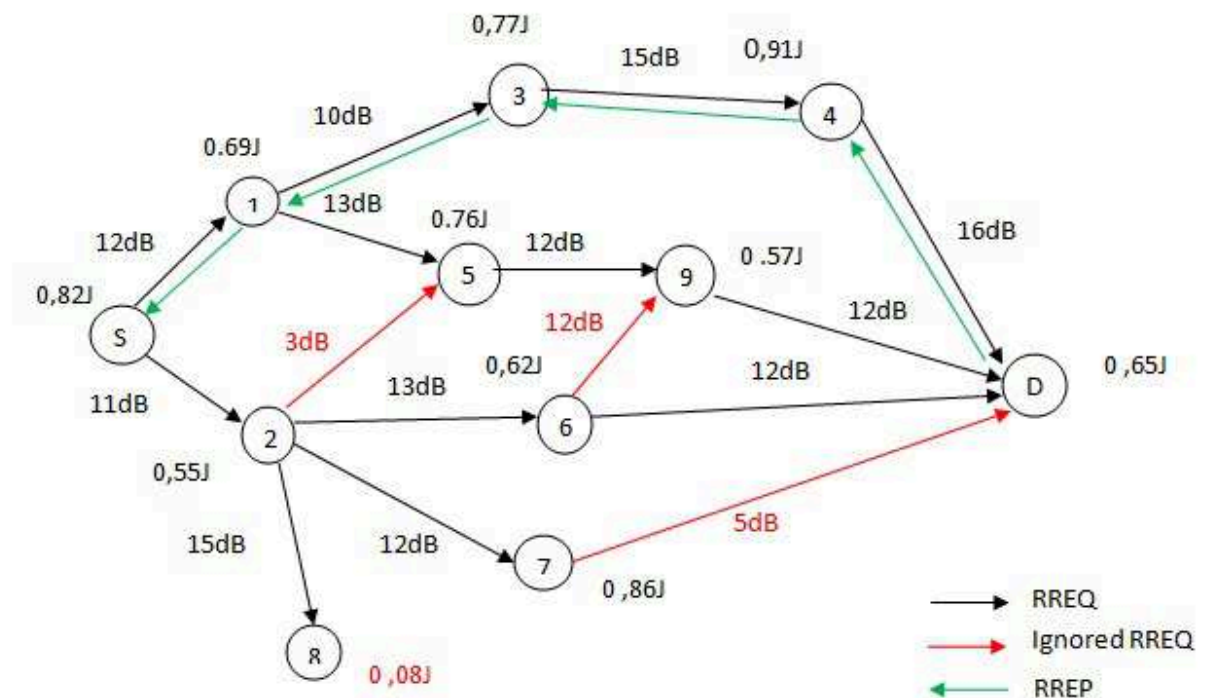 0,77J
0,91J
15dB
3
4
10dB
0.69J
1
13dB
0.76J
16dB
12dB
12dB
5
9
0 .57J
0,82J
12dB
S
3dB
12dB
0,62J
12dB
D
0 ,65J
11dB
13dB
2
6
0,55J
5dB
15dB
12dB
7
0 ,86J
RREQ
8
Ignored RREQ
0 ,08J
RREP